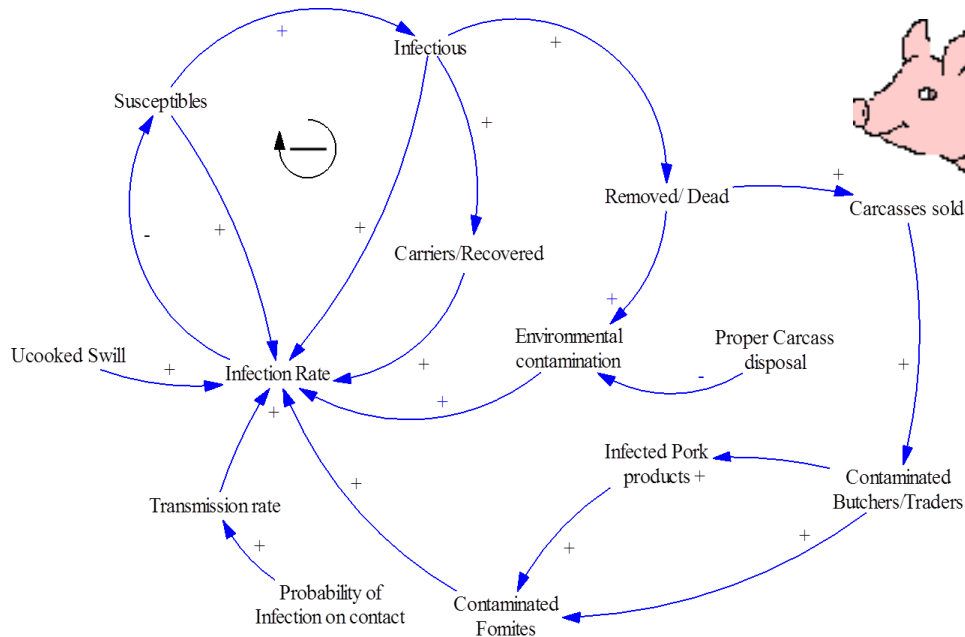 +
Infectious
+
Susceptibles
+
-
+
+
Removed/ Dead
+
Carcasses sold
Carriers/Recovered
+
Environmental
contamination
Proper Carcass
disposal
-
Ucooked Swill
+
Infection Rate
+
+
+
+
Infected Pork
products +
Contaminated
Butchers/Traders
+
Transmission rate
+
+
+
Probability of
Infection on contact
Contaminated
Fomites